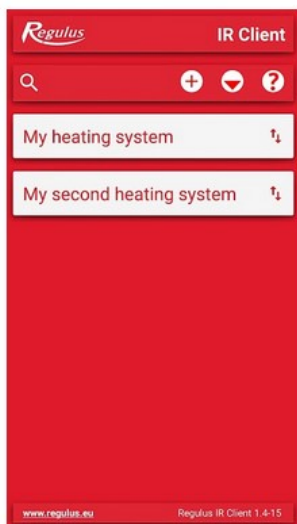 Regulus IR Client
My heating system
My second heating system
www.regulus.eu Regulus IR Client 1.4-15